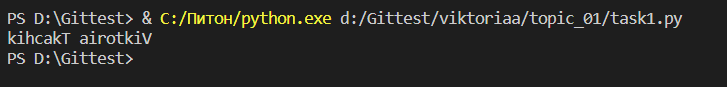 PS D:\Gittest> & C:/Питон/python.exe d:/Gittest/viktoriaa/topic_01/task1.py
kihcakT airotkiV
PS D:\Gittest>